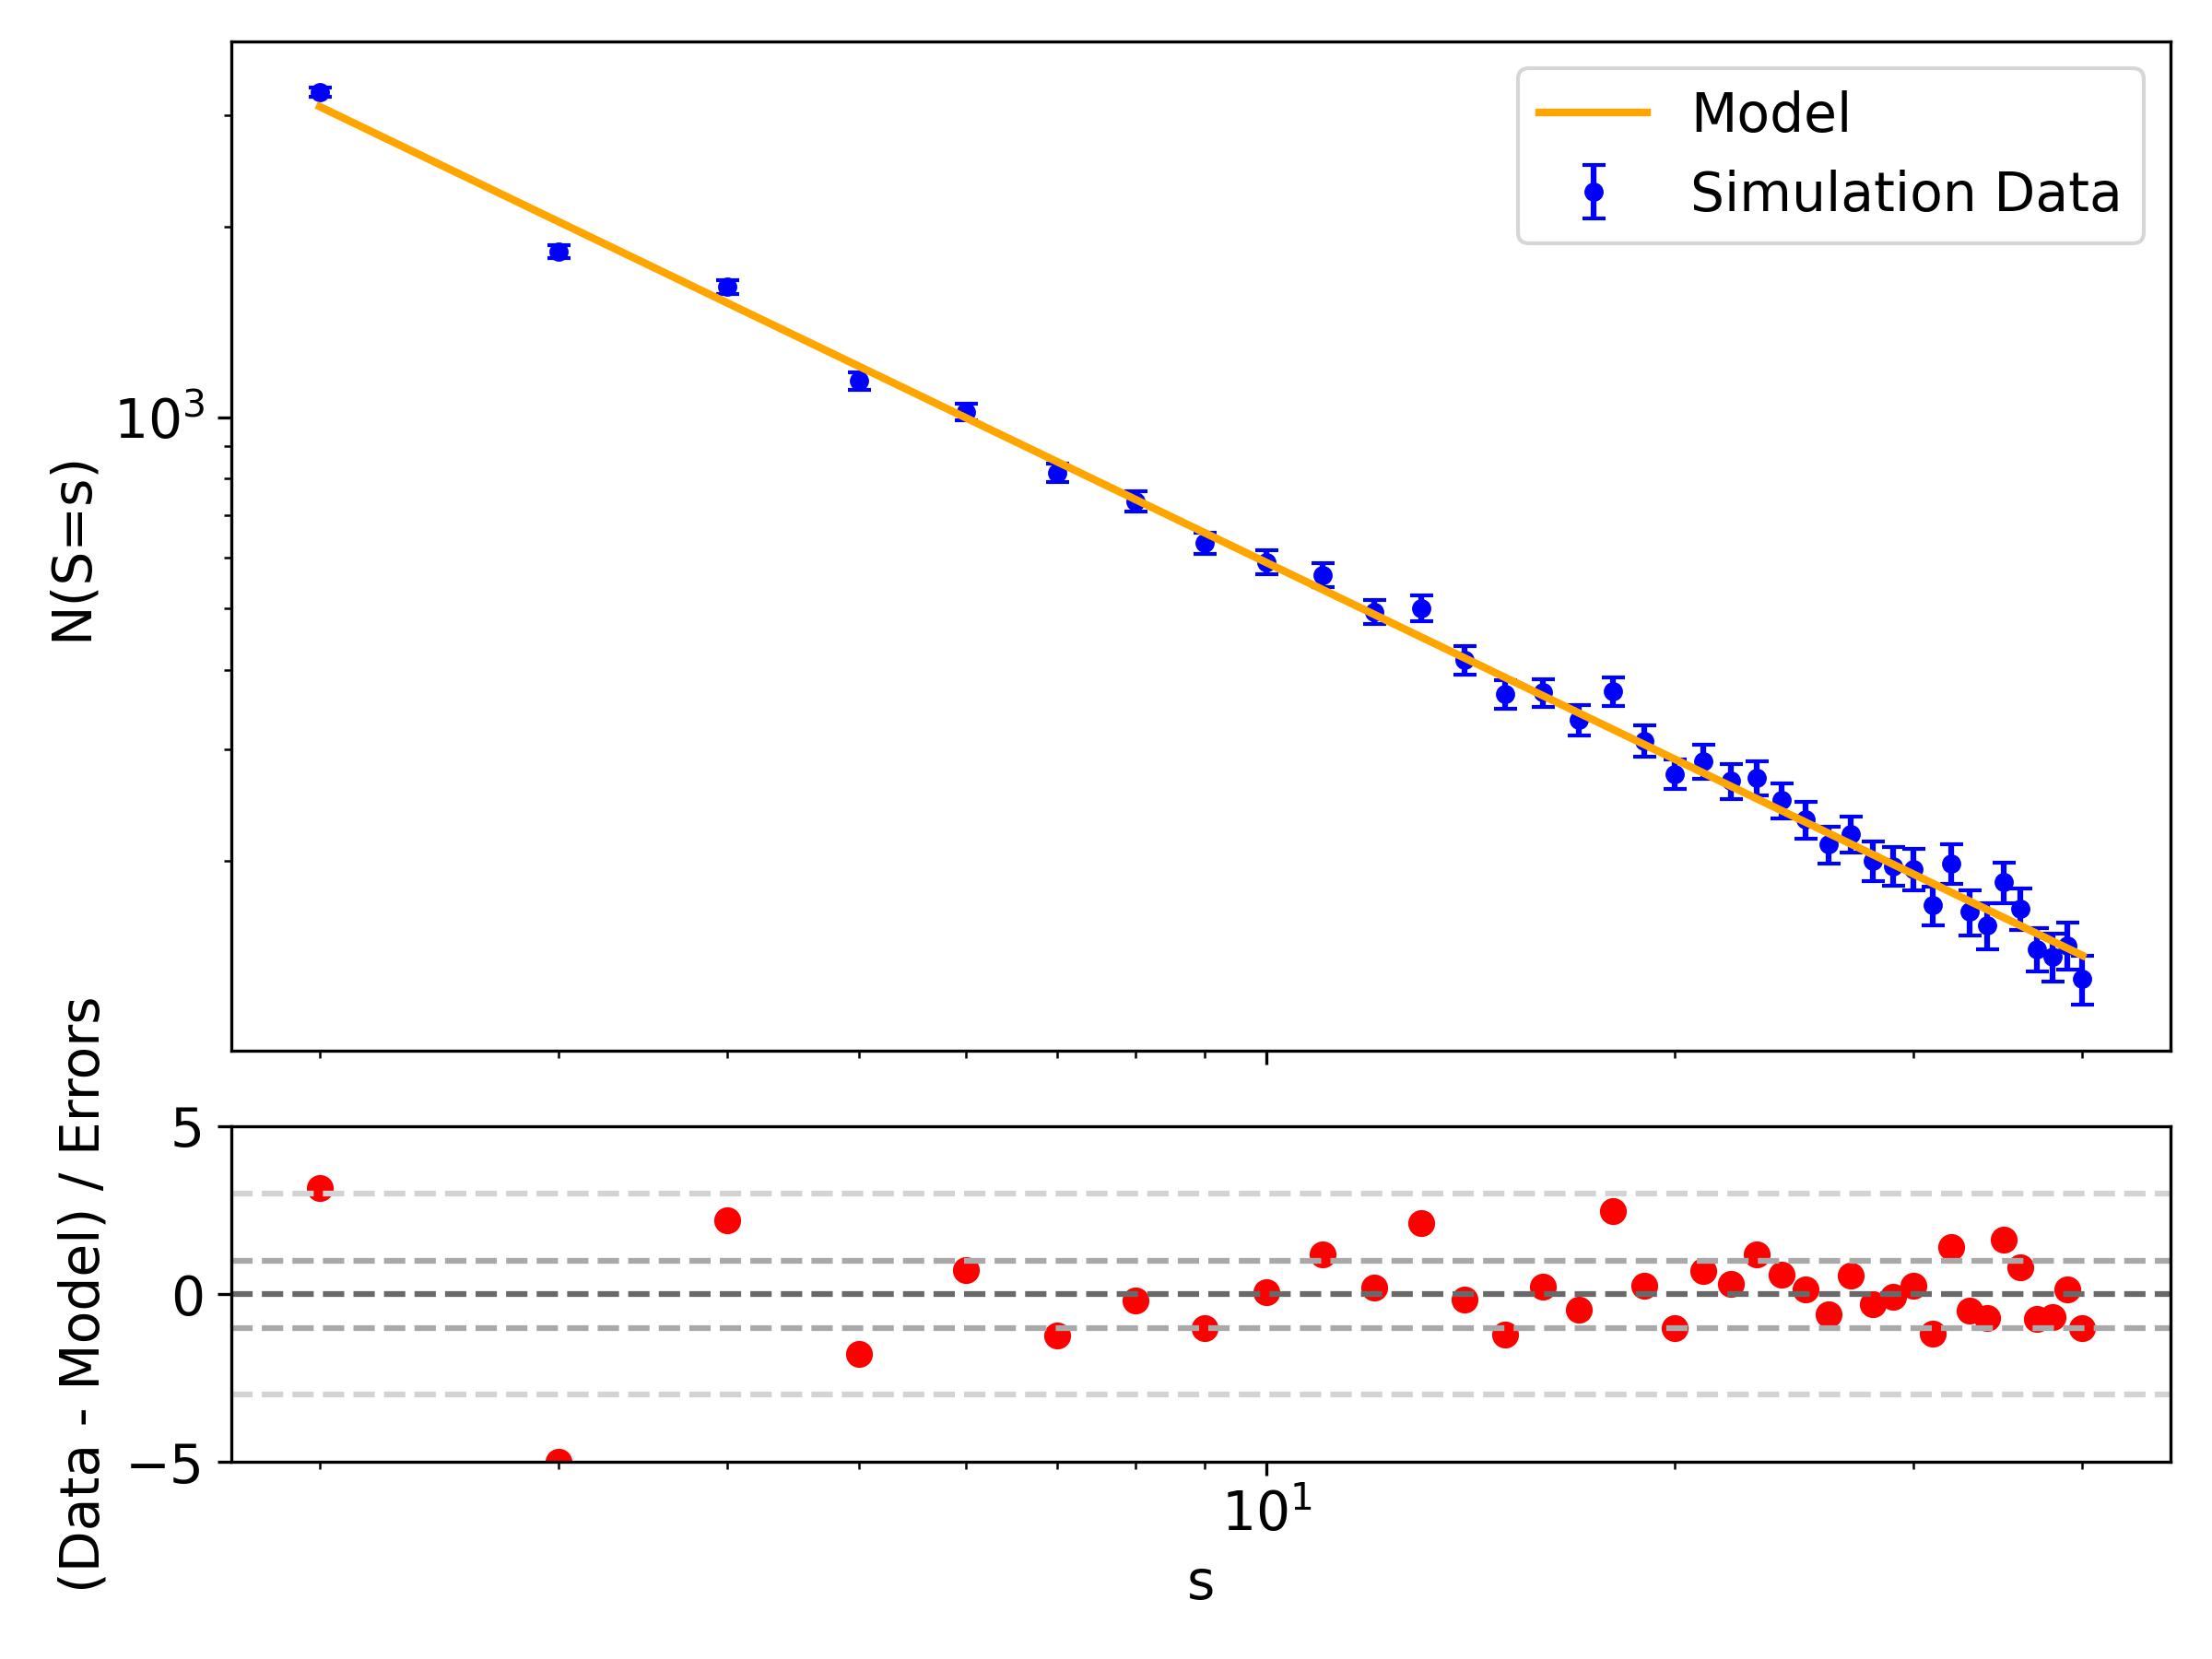 Model
Simulation Data
10³
N(S=s)
5
0
−5
(Data - Model) / Errors
10¹
s